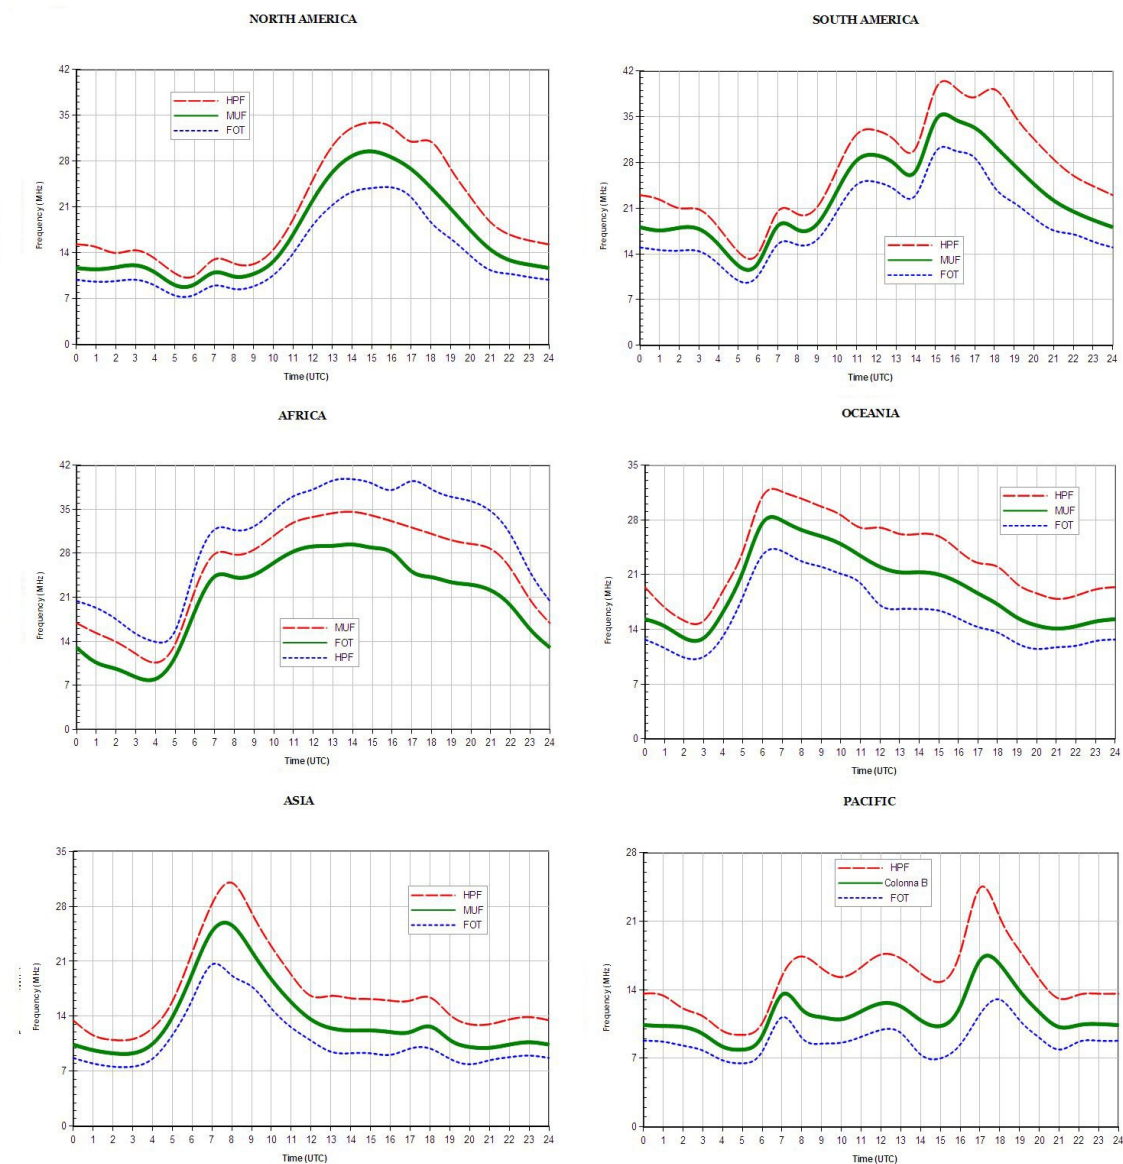 NORTH AMERICA
42
35
28
21
14
7
0
Frequency (MHz)
HPF
MUF
FOT
0 1 2 3 4 5 6 7 8 9 10 11 12 13 14 15 16 17 18 19 20 21 22 23 24
Time (UTC)
SOUTH AMERICA
42
35
28
21
14
7
0
Frequency (MHz)
HPF
MUF
FOT
0 1 2 3 4 5 6 7 8 9 10 11 12 13 14 15 16 17 18 19 20 21 22 23 24
Time (UTC)
AFRICA
42
35
28
21
14
7
0
Frequency (MHz)
MUF
FOT
HPF
0 1 2 3 4 5 6 7 8 9 10 11 12 13 14 15 16 17 18 19 20 21 22 23 24
Time (UTC)
OCEANIA
35
28
21
14
7
0
Frequency (MHz)
HPF
MUF
FOT
0 1 2 3 4 5 6 7 8 9 10 11 12 13 14 15 16 17 18 19 20 21 22 23 24
Time (UTC)
ASIA
35
28
21
14
7
0
Frequency (MHz)
HPF
MUF
FOT
0 1 2 3 4 5 6 7 8 9 10 11 12 13 14 15 16 17 18 19 20 21 22 23 24
Time (UTC)
PACIFIC
28
21
14
7
0
Frequency (MHz)
HPF
Colonna B
FOT
0 1 2 3 4 5 6 7 8 9 10 11 12 13 14 15 16 17 18 19 20 21 22 23 24
Time (UTC)